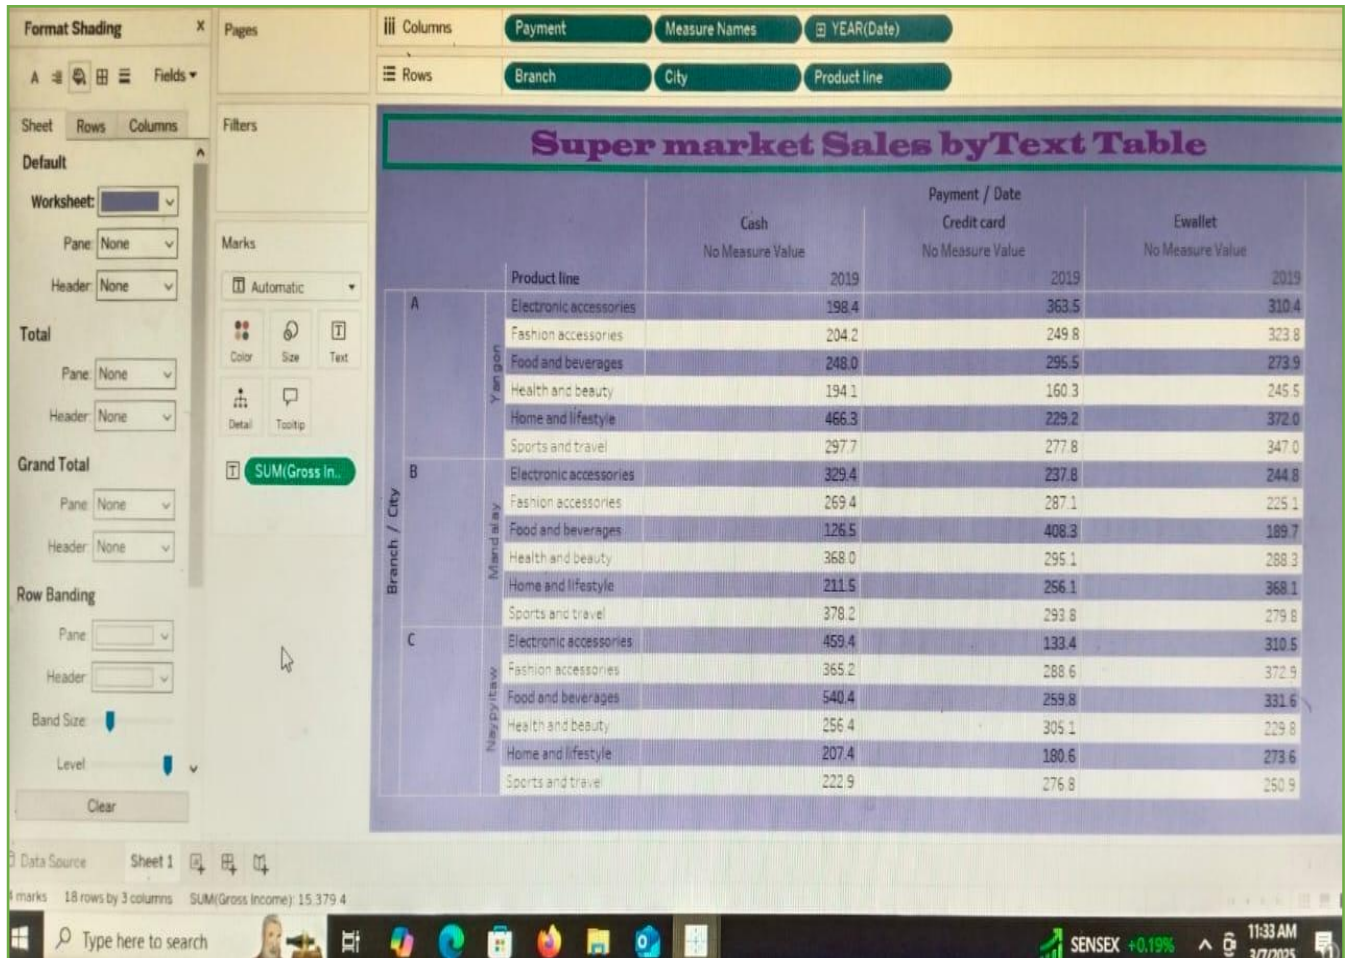 Format Shading X
Fields
Sheet Rows Columns
Default
Worksheet:
Pane: None
Header: None
Total
Pane: None
Header: None
Grand Total
Pane: None
Header: None
Row Banding
Pane
Header
Band Size
Level
Clear
Pages
Filters
Marks
Automatic
Color Size Text
Detail Tooltip
SUM(Gross In..
Columns Payment Measure Names YEAR(Date)
Rows Branch City Product line
Super market Sales byText Table
Payment / Date
Cash Credit card Ewallet
No Measure Value No Measure Value No Measure Value
Product line 2019 2019 2019
Branch / City
A
Yangon
Electronic accessories 198.4 363.5 310.4
Fashion accessories 204.2 249.8 323.8
Food and beverages 248.0 295.5 273.9
Health and beauty 194.1 160.3 245.5
Home and lifestyle 466.3 229.2 372.0
Sports and travel 297.7 277.8 347.0
B
Mandalay
Electronic accessories 329.4 237.8 244.8
Fashion accessories 269.4 287.1 225.1
Food and beverages 126.5 408.3 189.7
Health and beauty 368.0 295.1 288.3
Home and lifestyle 211.5 256.1 368.1
Sports and travel 378.2 293.8 279.8
C
Naypyitaw
Electronic accessories 459.4 133.4 310.5
Fashion accessories 365.2 288.6 372.9
Food and beverages 540.4 259.8 331.6
Health and beauty 256.4 305.1 229.8
Home and lifestyle 207.4 180.6 273.6
Sports and travel 222.9 276.8 250.9
Data Source Sheet 1
marks 18 rows by 3 columns SUM(Gross Income): 15,379.4
Type here to search SENSEX +0.19% 11:33 AM
3/7/2025